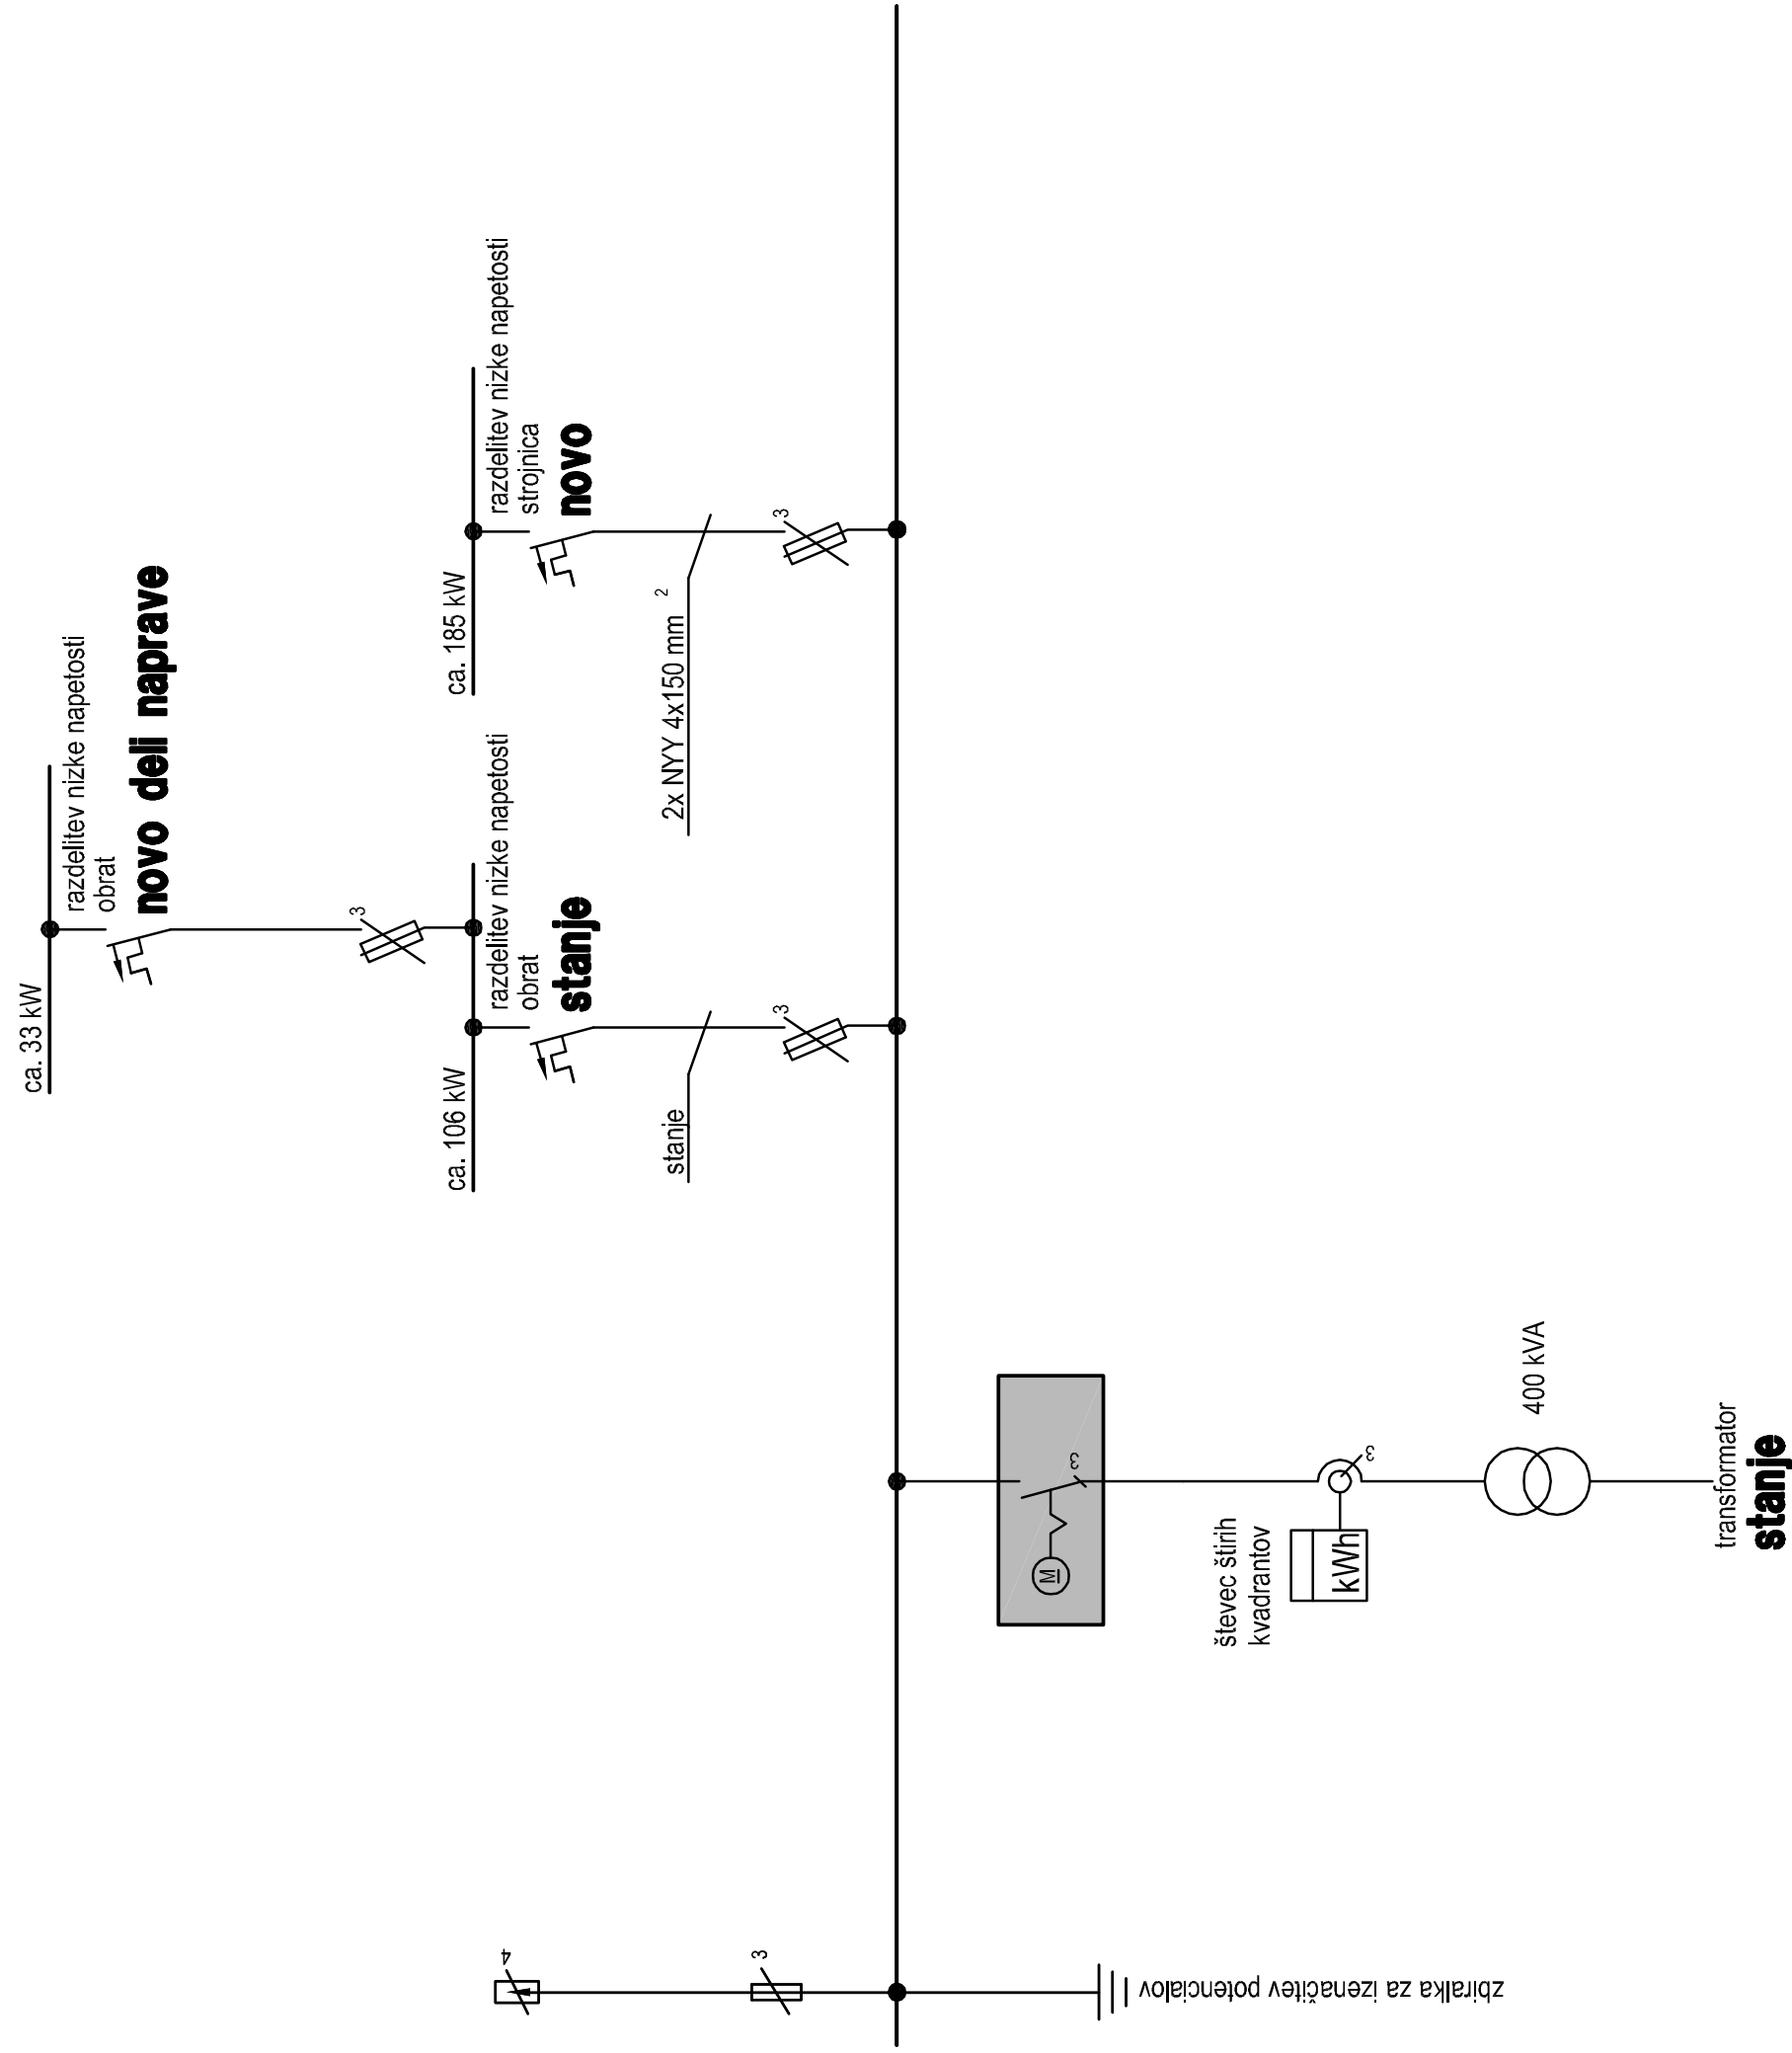 ca. 33 kW
razdelitev nizke napetosti
obrat
novo deli naprave
3
ca. 106 kW
razdelitev nizke napetosti
obrat
stanje
stanje
3
ca. 185 kW
razdelitev nizke napetosti
strojnica
novo
2x NYY 4x150 mm 2
3
4
3
zbiralka za izenačitev potencialov
M
3
števec štirih
kvadrantov
kWh
3
400 kVA
transformator
stanje